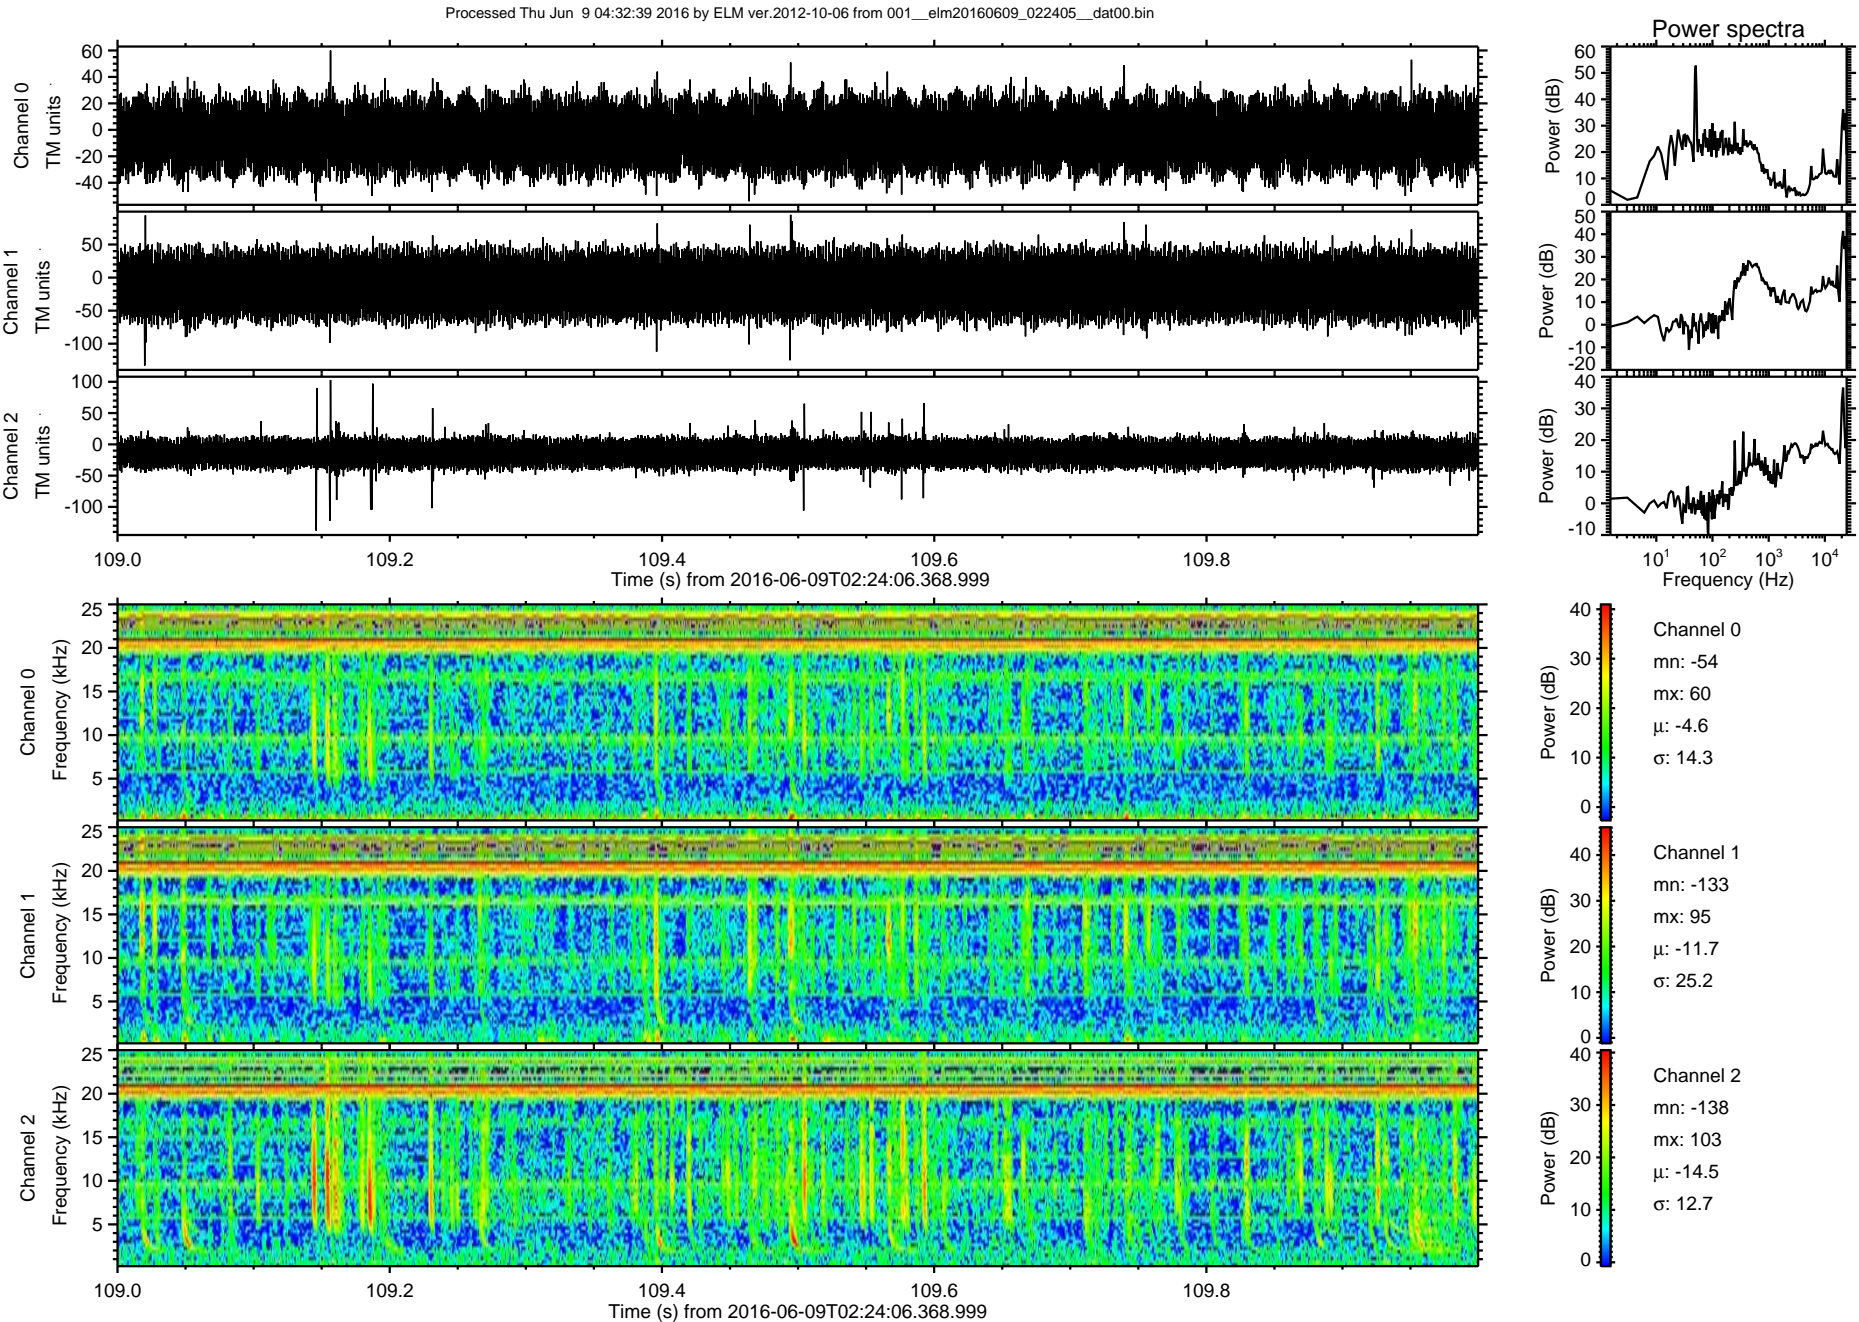 Processed Thu Jun  9 04:32:39 2016 by ELM ver.2012-10-06 from 001__elm20160609_022405__dat00.bin
Power spectra
Channel 0
TM units
60
40
20
0
-20
-40
Power (dB)
60
50
40
30
20
10
0
Channel 1
TM units
50
0
-50
-100
Power (dB)
50
40
30
20
10
0
-10
-20
Channel 2
TM units
100
50
0
-50
-100
Power (dB)
40
30
20
10
0
-10
109.0 109.2 109.4 109.6 109.8
Time (s) from 2016-06-09T02:24:06.368.999
10¹ 10² 10³ 10⁴
Frequency (Hz)
Channel 0
Frequency (kHz)
25
20
15
10
5
Power (dB)
40
30
20
10
0
Channel 0
mn: -54
mx: 60
μ: -4.6
σ: 14.3
Channel 1
Frequency (kHz)
25
20
15
10
5
Power (dB)
40
30
20
10
0
Channel 1
mn: -133
mx: 95
μ: -11.7
σ: 25.2
Channel 2
Frequency (kHz)
25
20
15
10
5
Power (dB)
40
30
20
10
0
Channel 2
mn: -138
mx: 103
μ: -14.5
σ: 12.7
109.0 109.2 109.4 109.6 109.8
Time (s) from 2016-06-09T02:24:06.368.999